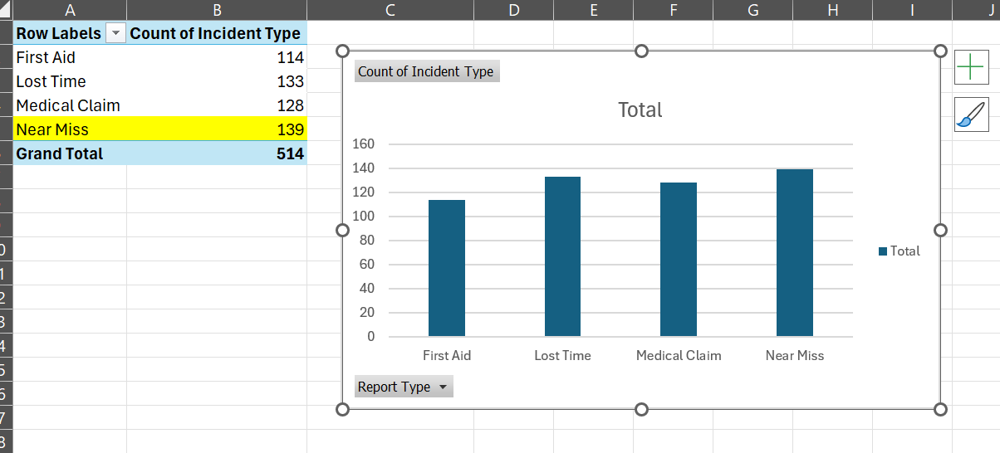 A B C D E F G H I J
Row Labels Count of Incident Type
First Aid 114
Lost Time 133
Medical Claim 128
Near Miss 139
Grand Total 514
Count of Incident Type
Total
160
140
120
100
80
60
40
20
0
First Aid Lost Time Medical Claim Near Miss
Total
Report Type